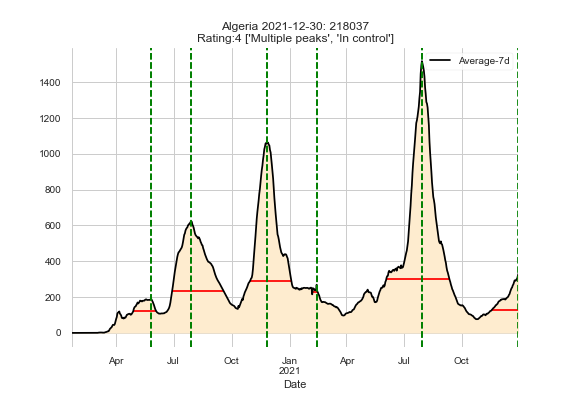 Algeria 2021-12-30: 218037
Rating:4 ['Multiple peaks', 'In control']
Average-7d
1400
1200
1000
800
600
400
200
0
Apr Jul Oct Jan Apr Jul Oct
2021
Date